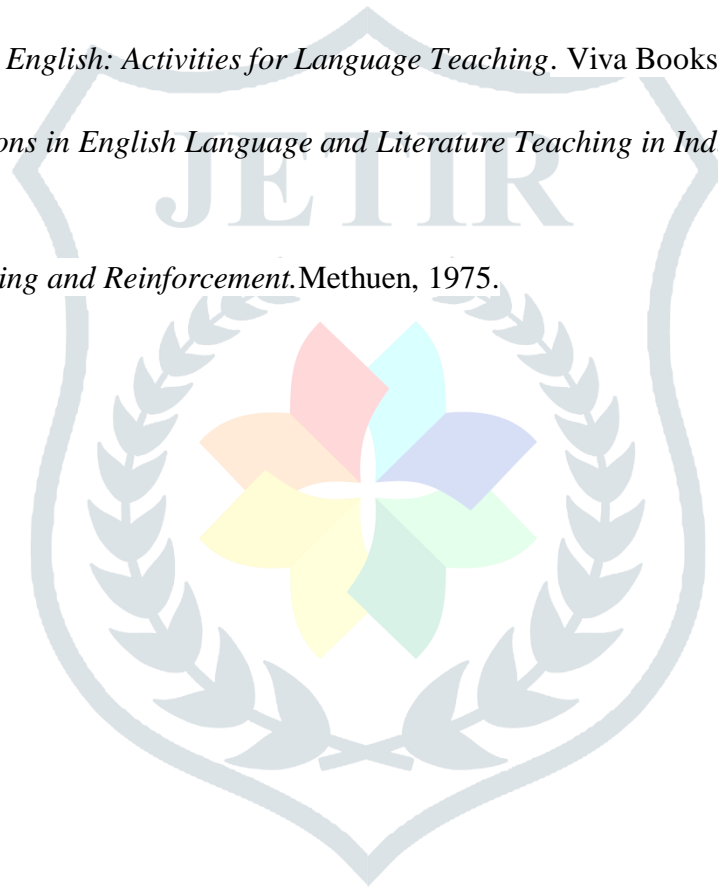 English: Activities for Language Teaching. Viva Books
ons in English Language and Literature Teaching in Ind
JETIR
ing and Reinforcement.Methuen, 1975.